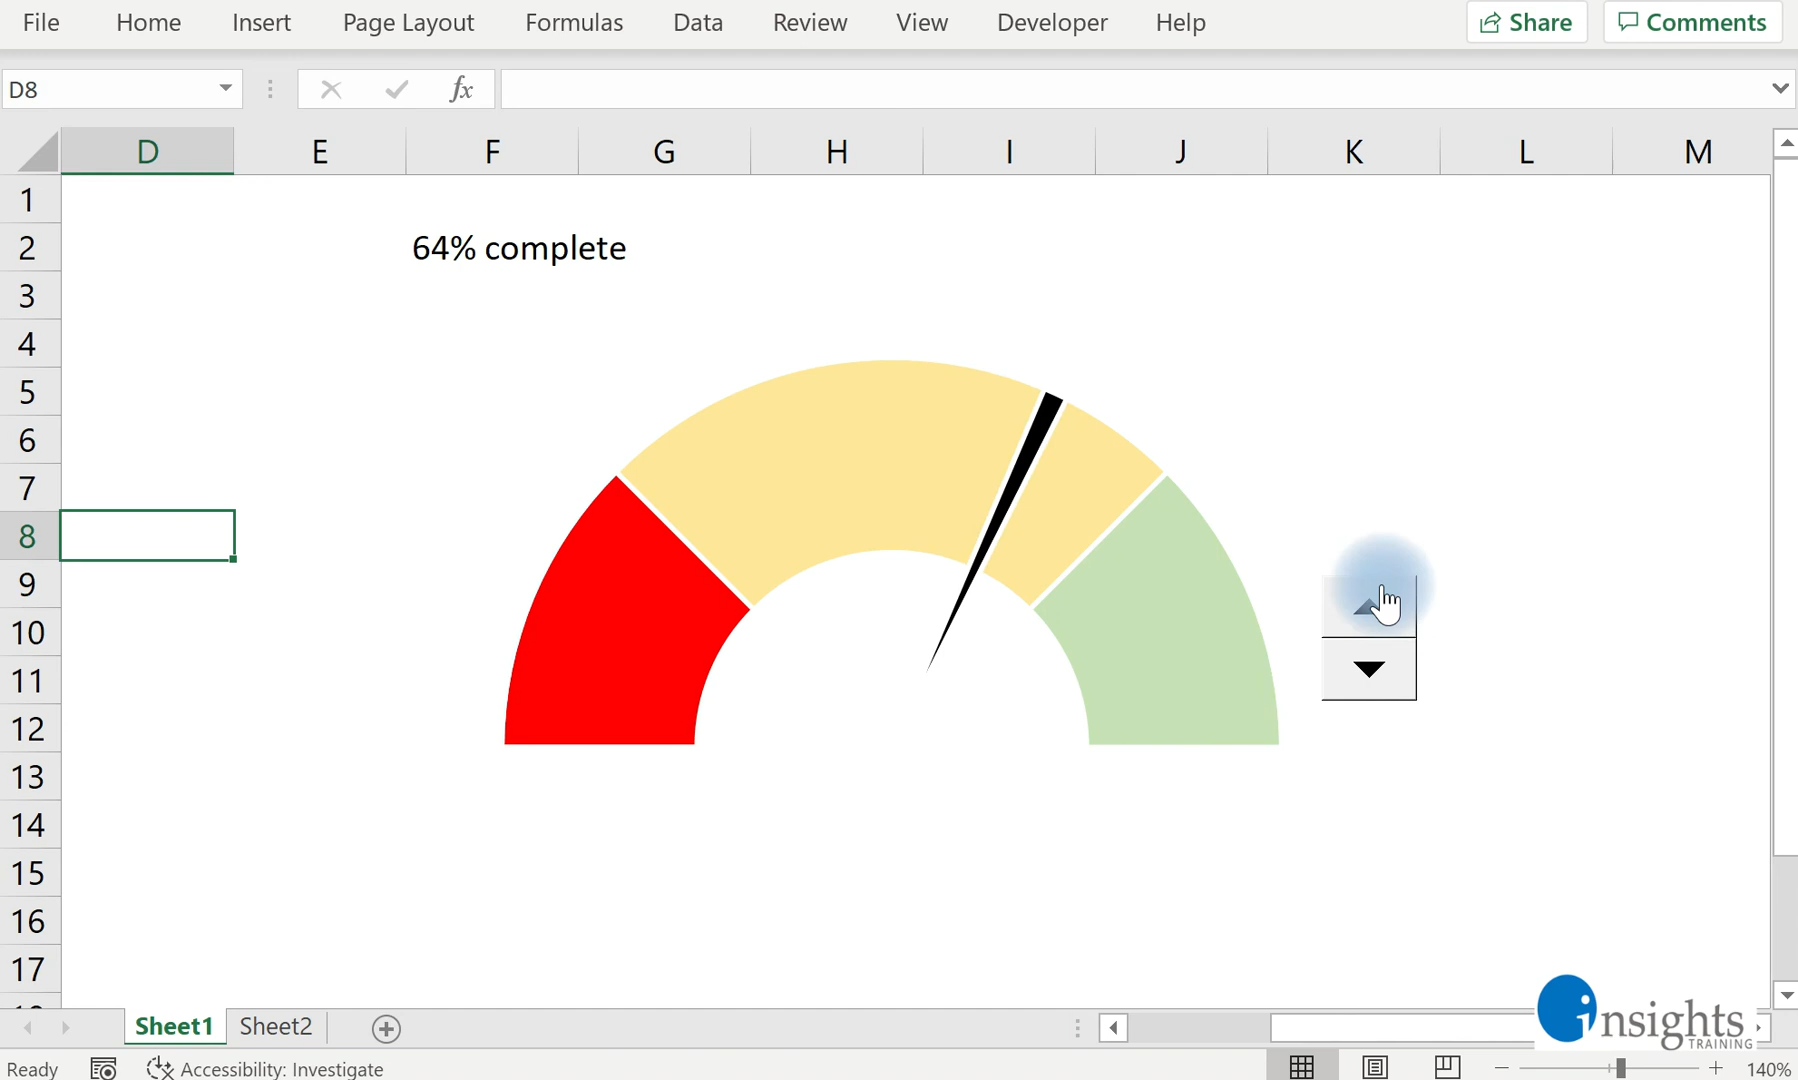 File Home Insert Page Layout Formulas Data Review View Developer Help Share Comments
D8 fx
D E F G H I J K L M
1
2 64% complete
3
4
5
6
7
8
9
10
11
12
13
14
15
16
17
Sheet1 Sheet2
insights
TRAINING
Ready Accessibility: Investigate 140%